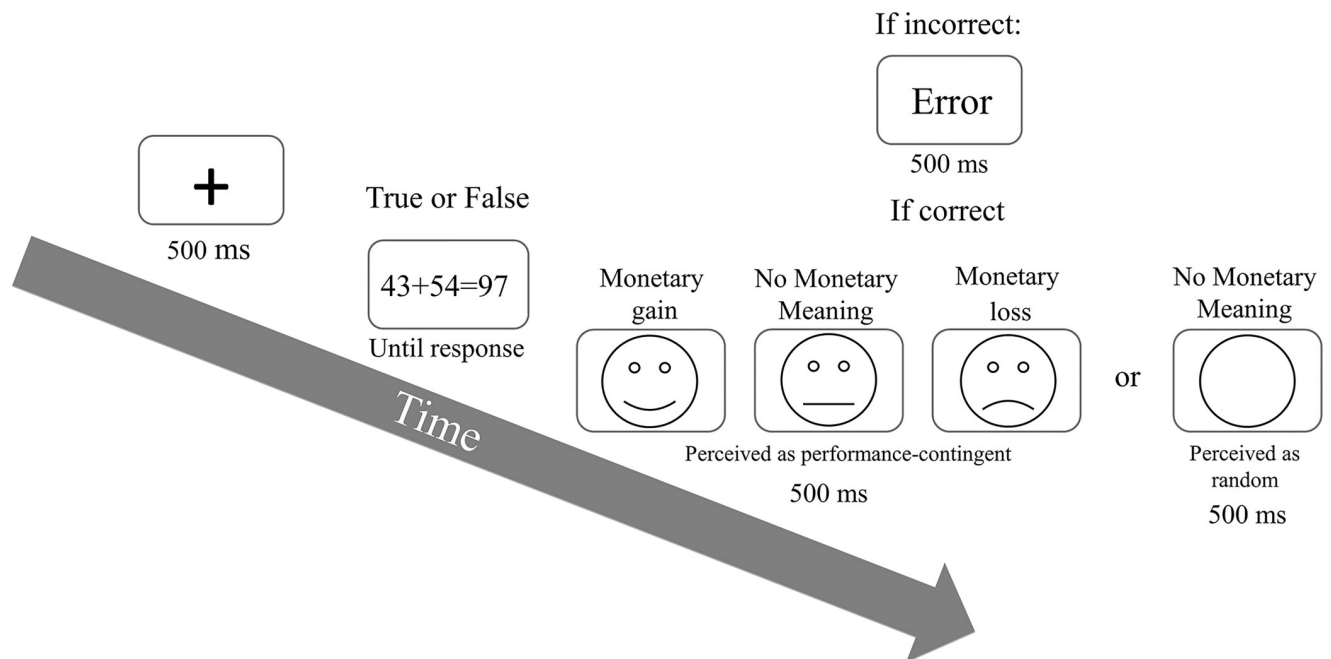 +
500 ms
True or False
43+54=97
Until response
If incorrect:
Error
500 ms
If correct
Monetary
gain
No Monetary
Meaning
Monetary
loss
or
No Monetary
Meaning
Perceived as performance-contingent
500 ms
Perceived as
random
500 ms
Time